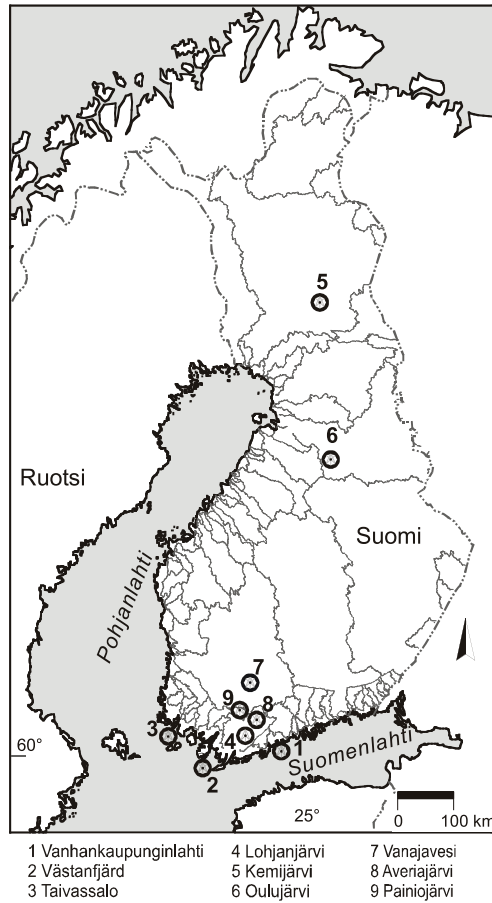 5
6
Ruotsi
Suomi
Pohjanlahti
7
9
8
3
4
1
Suomenlahti
60°
2
25°
0 100 km
1 Vanhankaupunginlahti 4 Lohjanjärvi 7 Vanajavesi
2 Västanfjärd 5 Kemijärvi 8 Averiajärvi
3 Taivassalo 6 Oulujärvi 9 Painiojärvi